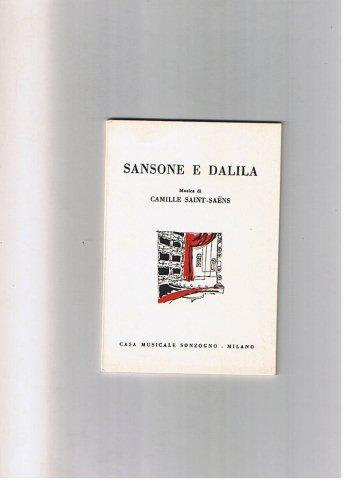 SANSONE E DALILA
Musica di
CAMILLE SAINT-SAËNS
CASA MUSICALE SONZOGNO - MILANO